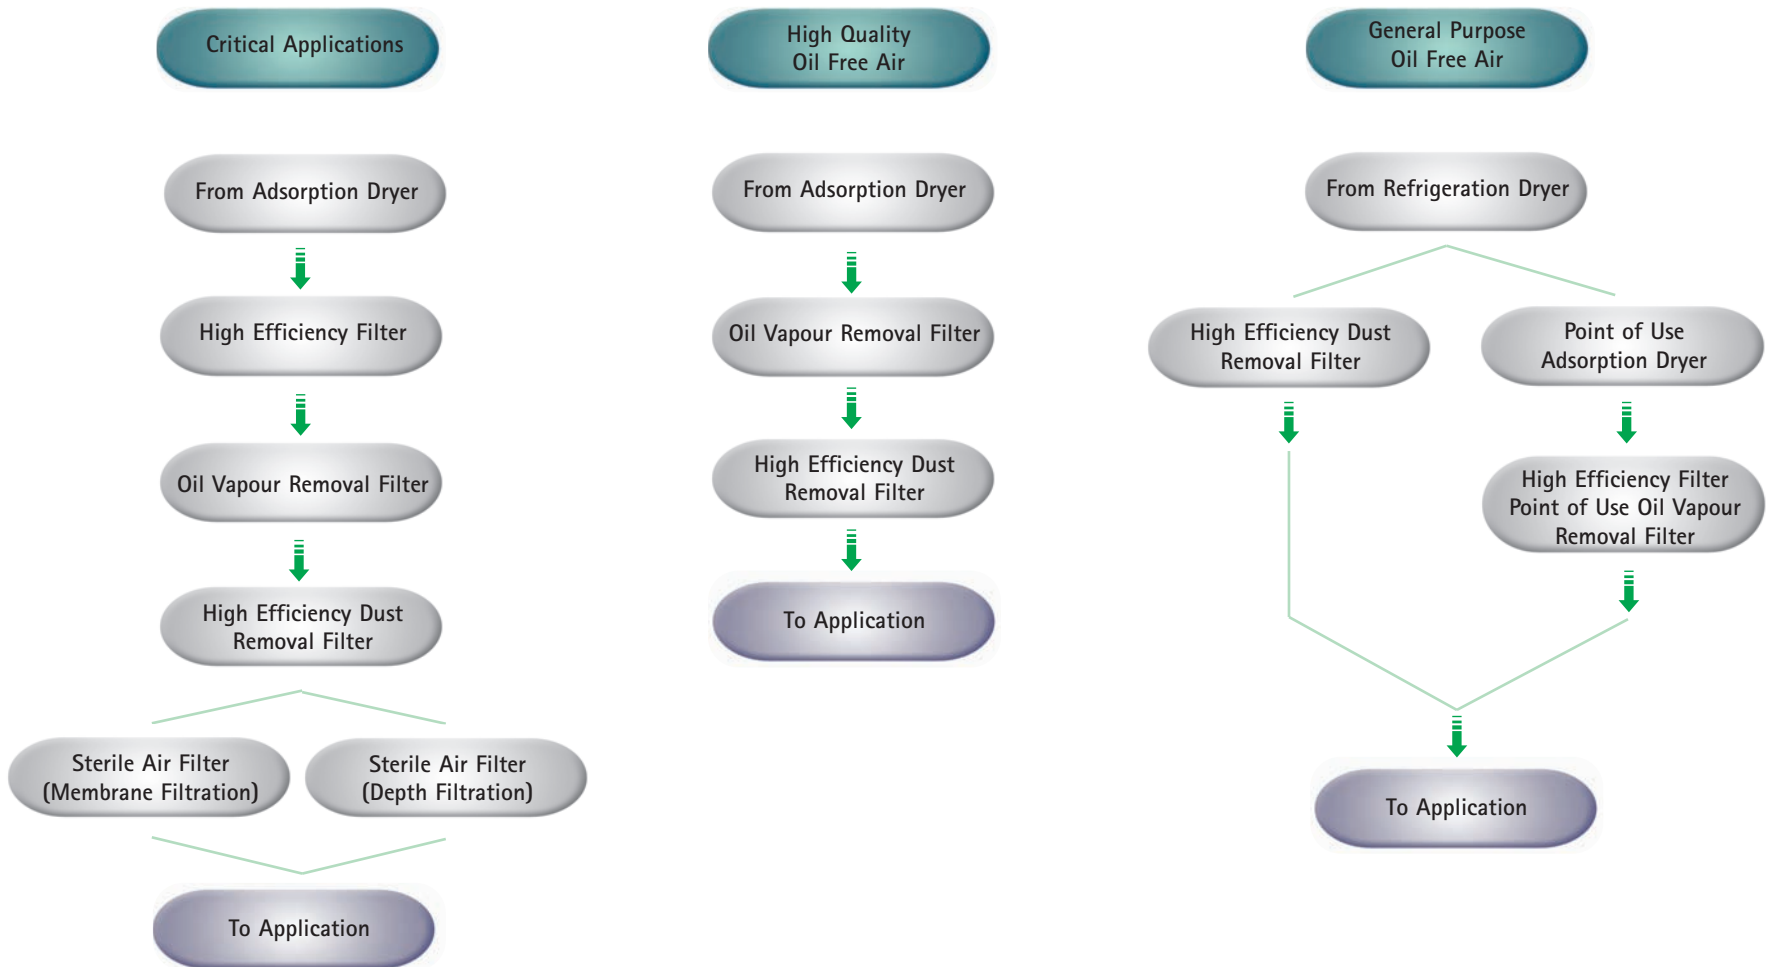 Critical Applications
From Adsorption Dryer
High Efficiency Filter
Oil Vapour Removal Filter
High Efficiency Dust
Removal Filter
Sterile Air Filter
(Membrane Filtration)
Sterile Air Filter
(Depth Filtration)
To Application
High Quality
Oil Free Air
From Adsorption Dryer
Oil Vapour Removal Filter
High Efficiency Dust
Removal Filter
To Application
General Purpose
Oil Free Air
From Refrigeration Dryer
High Efficiency Dust
Removal Filter
Point of Use
Adsorption Dryer
High Efficiency Filter
Point of Use Oil Vapour
Removal Filter
To Application